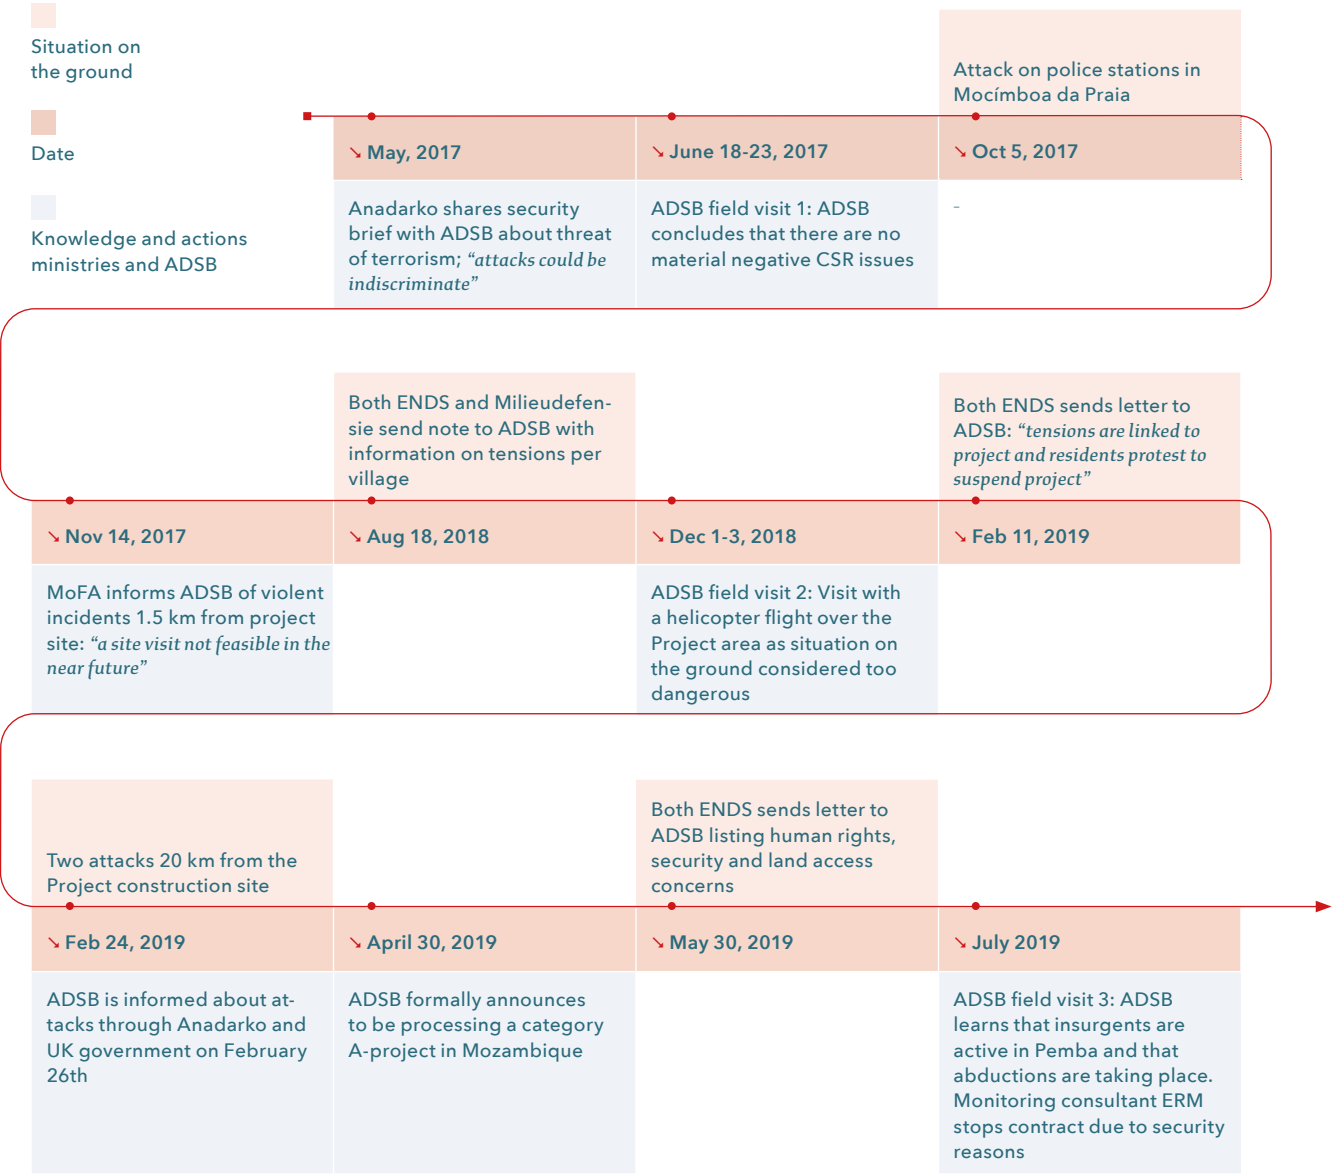 Situation on
the ground
Date
Knowledge and actions
ministries and ADSB
Attack on police stations in
Mocímboa da Praia
↘ May, 2017
↘ June 18-23, 2017
↘ Oct 5, 2017
Anadarko shares security
brief with ADSB about threat
of terrorism; “attacks could be
indiscriminate”
ADSB field visit 1: ADSB
concludes that there are no
material negative CSR issues
-
Both ENDS and Milieudefen-
sie send note to ADSB with
information on tensions per
village
Both ENDS sends letter to
ADSB: “tensions are linked to
project and residents protest to
suspend project”
↘ Nov 14, 2017
↘ Aug 18, 2018
↘ Dec 1-3, 2018
↘ Feb 11, 2019
MoFA informs ADSB of violent
incidents 1.5 km from project
site: “a site visit not feasible in the
near future”
ADSB field visit 2: Visit with
a helicopter flight over the
Project area as situation on
the ground considered too
dangerous
Two attacks 20 km from the
Project construction site
Both ENDS sends letter to
ADSB listing human rights,
security and land access
concerns
↘ Feb 24, 2019
↘ April 30, 2019
↘ May 30, 2019
↘ July 2019
ADSB is informed about at-
tacks through Anadarko and
UK government on February
26th
ADSB formally announces
to be processing a category
A-project in Mozambique
ADSB field visit 3: ADSB
learns that insurgents are
active in Pemba and that
abductions are taking place.
Monitoring consultant ERM
stops contract due to security
reasons